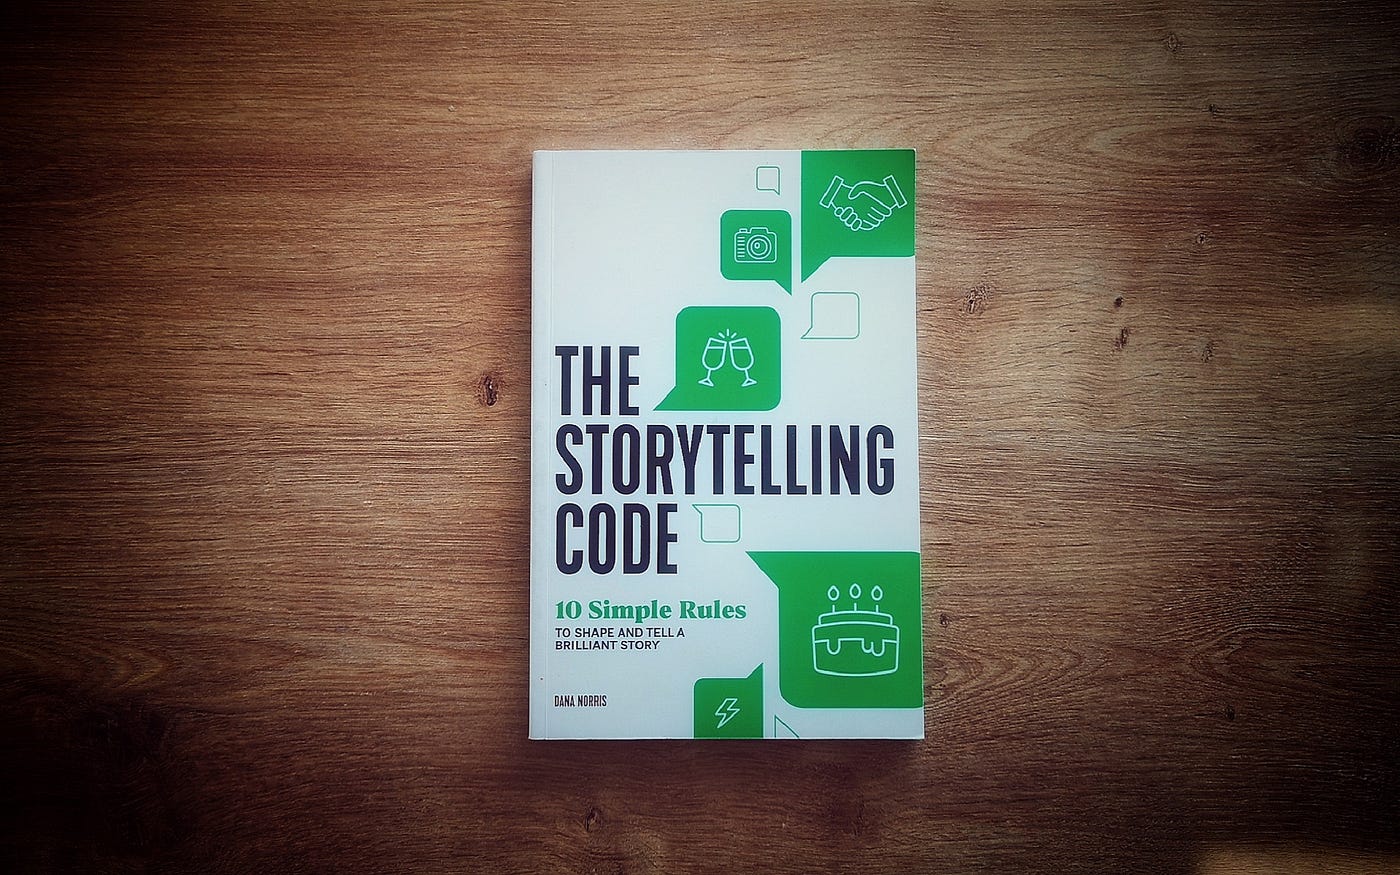 THE
STORYTELLING
CODE
10 Simple Rules
TO SHAPE AND TELL A
BRILLIANT STORY
DANA NORRIS